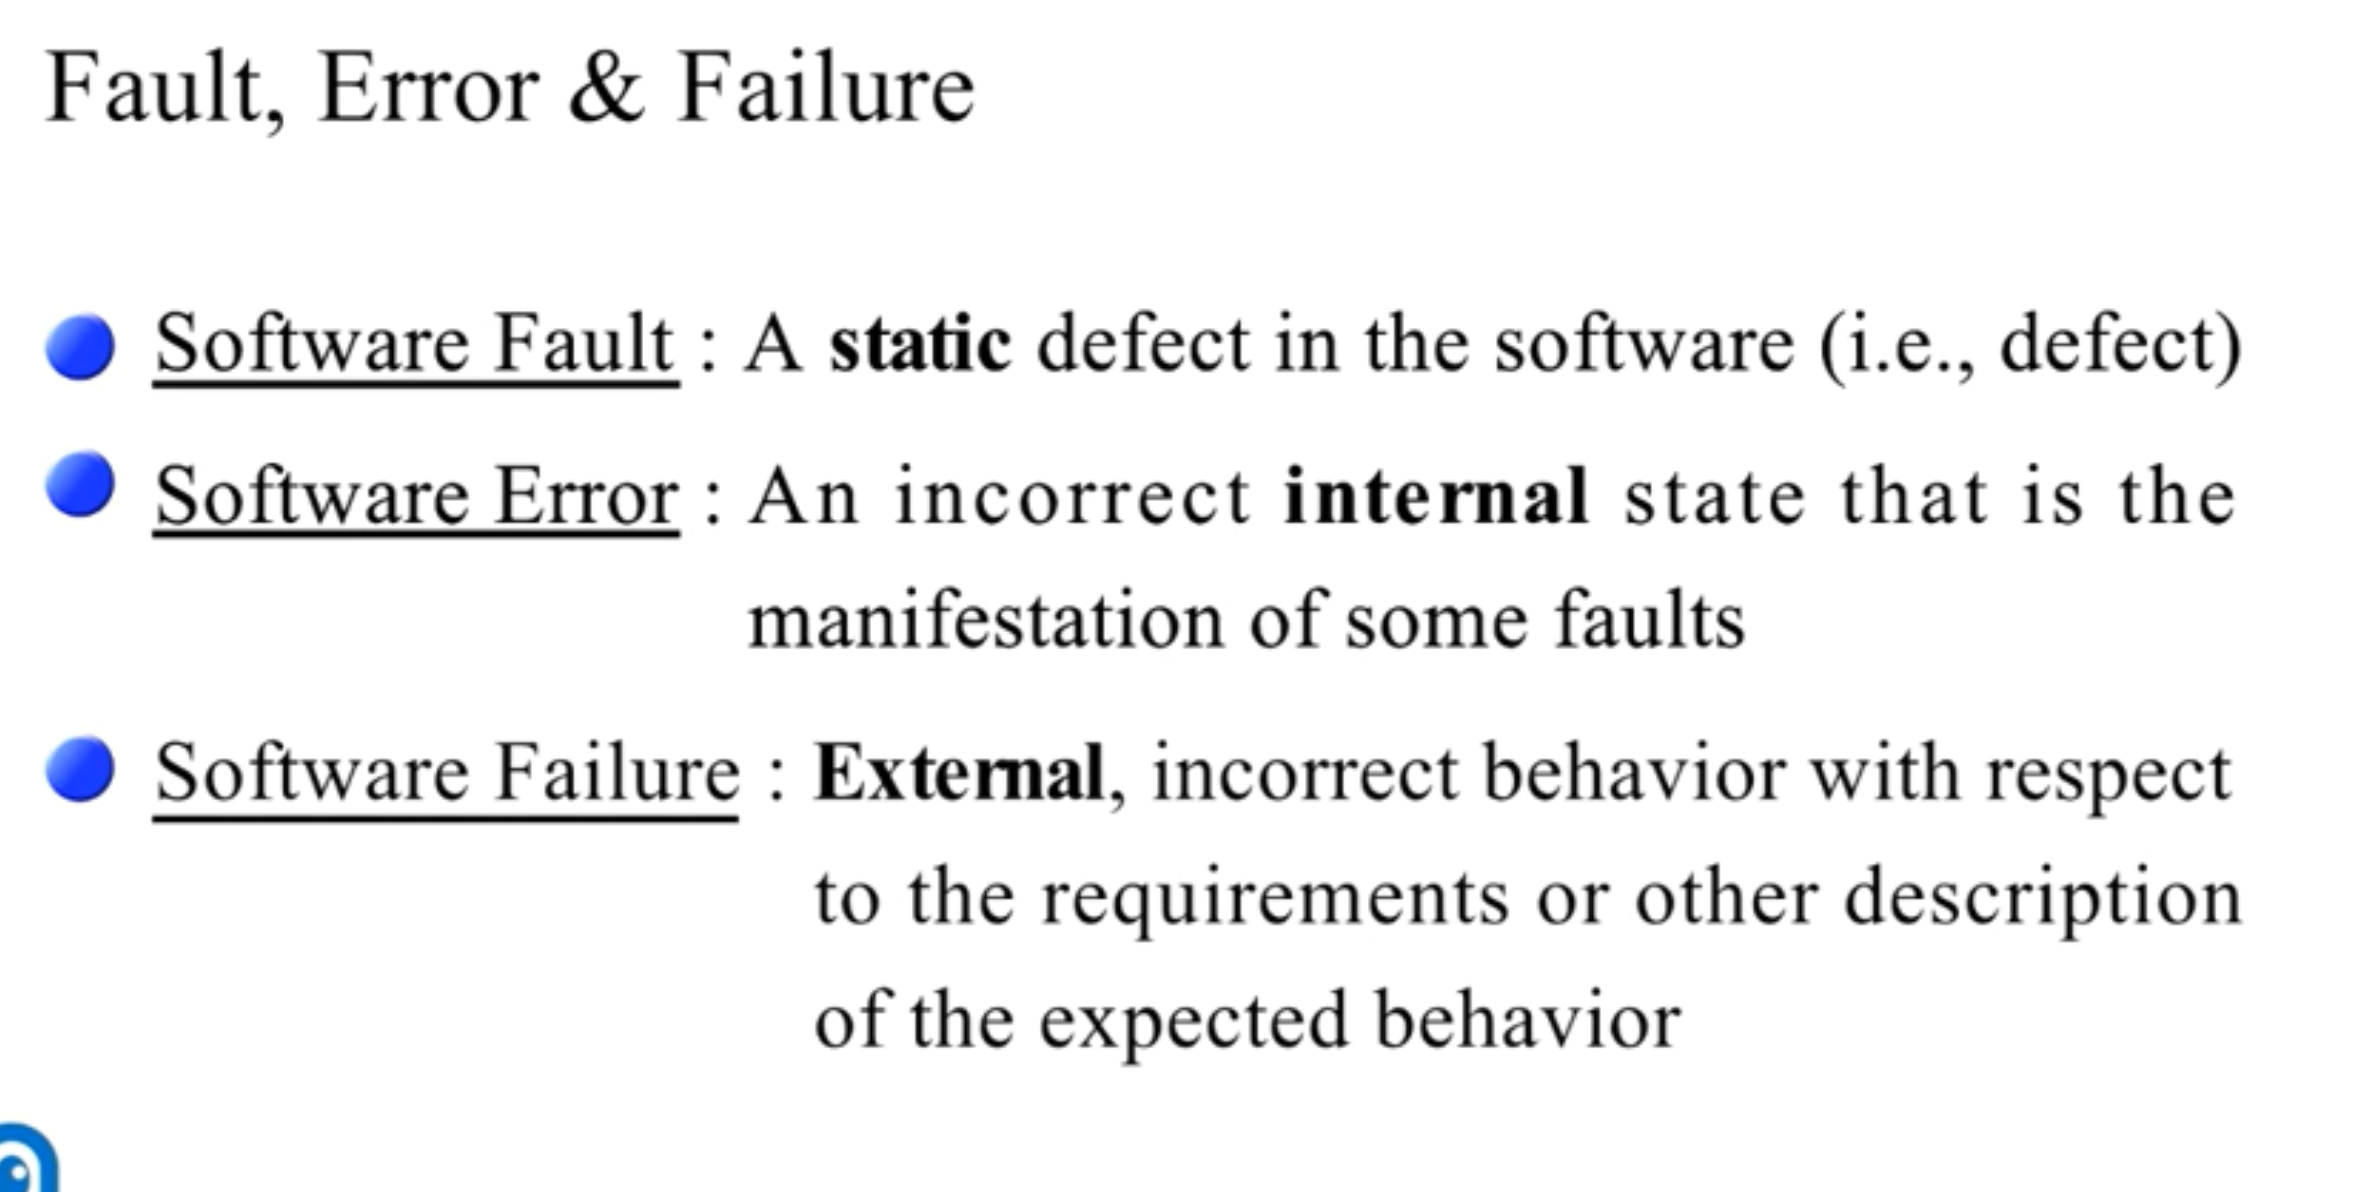 Fault, Error & Failure
Software Fault : A static defect in the software (i.e., defect)
Software Error : An incorrect internal state that is the
manifestation of some faults
Software Failure : External, incorrect behavior with respect
to the requirements or other description
of the expected behavior